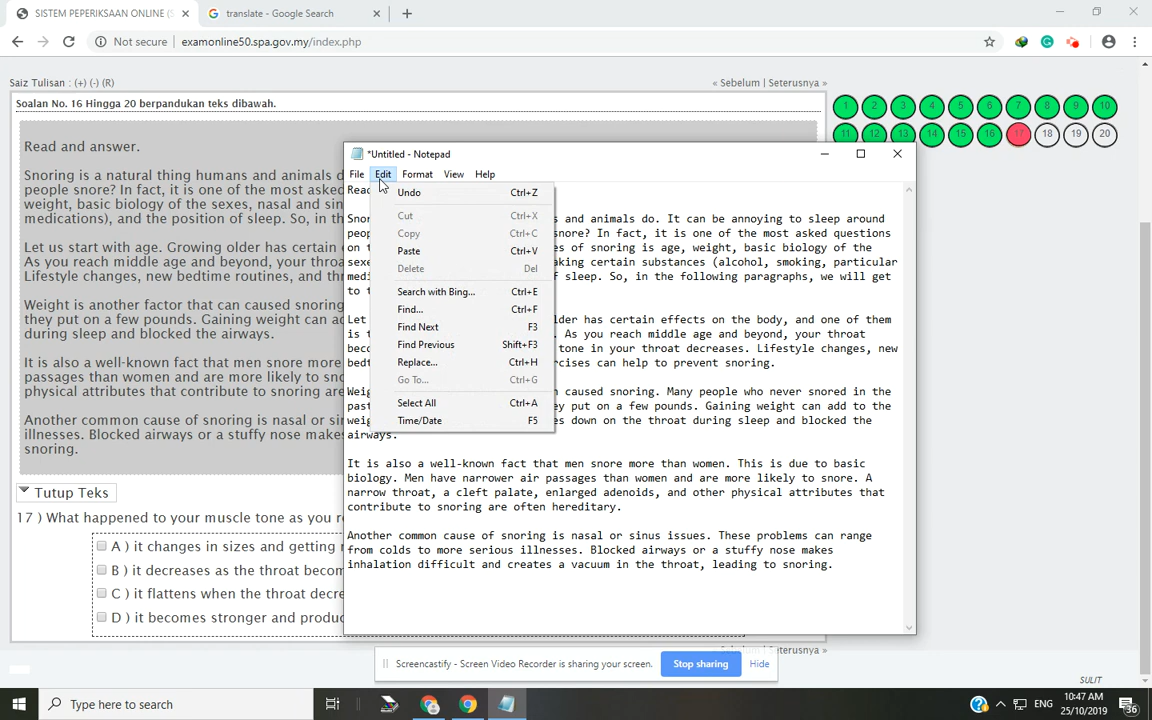 SISTEM PEPERIKSAAN ONLINE (S
translate - Google Search
Not secure | examonline50.spa.gov.my/index.php
Saiz Tulisan : (+) (-) (R)
« Sebelum | Seterusnya »
Soalan No. 16 Hingga 20 berpandukan teks dibawah.
1 2 3 4 5 6 7 8 9 10
11 12 13 14 15 16 17 18 19 20
Read and answer.
Snoring is a natural thing humans and animals d
people snore? In fact, it is one of the most asked
weight, basic biology of the sexes, nasal and sin
medications), and the position of sleep. So, in th
Let us start with age. Growing older has certain
As you reach middle age and beyond, your throa
Lifestyle changes, new bedtime routines, and thr
Weight is another factor that can caused snoring
they put on a few pounds. Gaining weight can ad
during sleep and blocked the airways.
It is also a well-known fact that men snore more
passages than women and are more likely to sno
physical attributes that contribute to snoring are
Another common cause of snoring is nasal or sin
illnesses. Blocked airways or a stuffy nose makes
snoring.
Tutup Teks
17 ) What happened to your muscle tone as you r
A ) it changes in sizes and getting r
B ) it decreases as the throat becom
C ) it flattens when the throat decre
D ) it becomes stronger and produc
*Untitled - Notepad
File Edit Format View Help
Undo Ctrl+Z
Cut Ctrl+X
Copy Ctrl+C
Paste Ctrl+V
Delete Del
Search with Bing... Ctrl+E
Find... Ctrl+F
Find Next F3
Find Previous Shift+F3
Replace... Ctrl+H
Go To... Ctrl+G
Select All Ctrl+A
Time/Date F5
Read
Snor s and animals do. It can be annoying to sleep around
peop snore? In fact, it is one of the most asked questions
on t es of snoring is age, weight, basic biology of the
sexe aking certain substances (alcohol, smoking, particular
medi f sleep. So, in the following paragraphs, we will get
to t
Let lder has certain effects on the body, and one of them
is t . As you reach middle age and beyond, your throat
beco tone in your throat decreases. Lifestyle changes, new
bedt rcises can help to prevent snoring.
Weig n caused snoring. Many people who never snored in the
past ey put on a few pounds. Gaining weight can add to the
weig es down on the throat during sleep and blocked the
airways.
It is also a well-known fact that men snore more than women. This is due to basic
biology. Men have narrower air passages than women and are more likely to snore. A
narrow throat, a cleft palate, enlarged adenoids, and other physical attributes that
contribute to snoring are often hereditary.
Another common cause of snoring is nasal or sinus issues. These problems can range
from colds to more serious illnesses. Blocked airways or a stuffy nose makes
inhalation difficult and creates a vacuum in the throat, leading to snoring.
Screencastify - Screen Video Recorder is sharing your screen. Stop sharing Hide
eterusnya »
SULIT
Type here to search
ENG
10:47 AM
25/10/2019
36